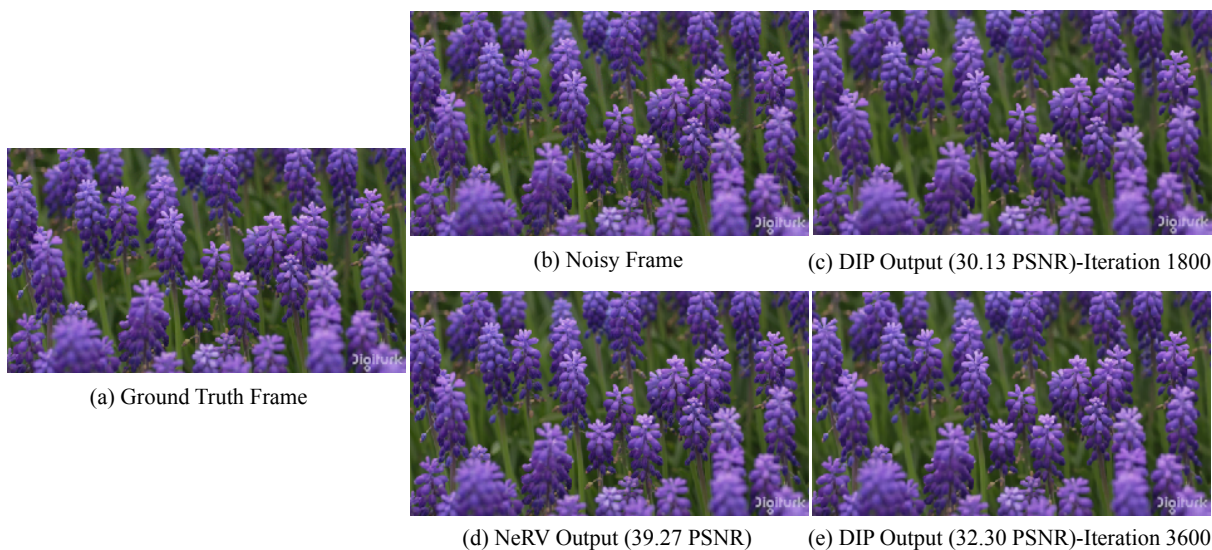 Digiturk
(a) Ground Truth Frame
Digiturk
(b) Noisy Frame
Digiturk
(c) DIP Output (30.13 PSNR)-Iteration 1800
Digiturk
(d) NeRV Output (39.27 PSNR)
Digiturk
(e) DIP Output (32.30 PSNR)-Iteration 3600